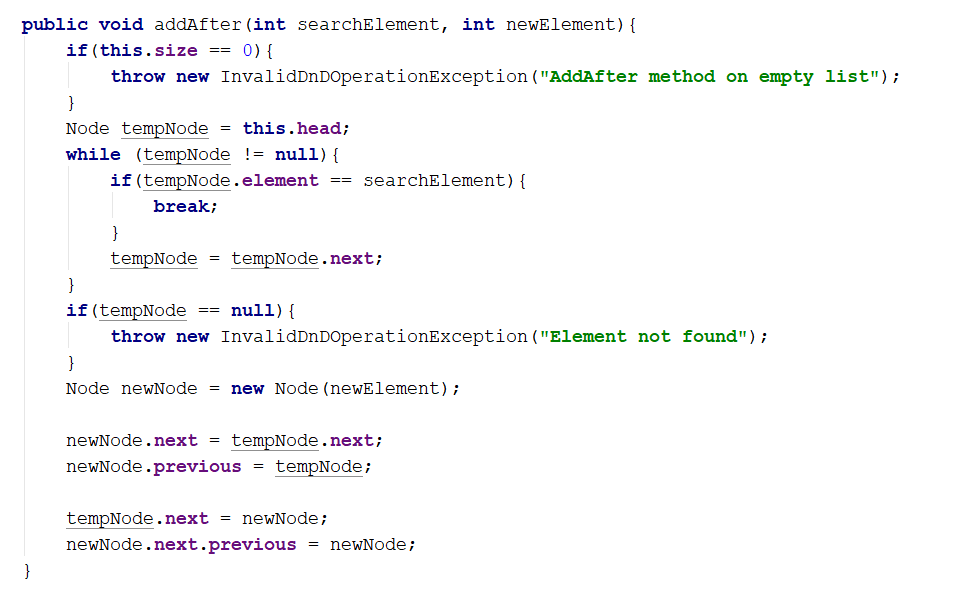 public void addAfter(int searchElement, int newElement){
    if(this.size == 0){
        throw new InvalidDnDOperationException("AddAfter method on empty list");
    }
    Node tempNode = this.head;
    while (tempNode != null){
        if(tempNode.element == searchElement){
            break;
        }
        tempNode = tempNode.next;
    }
    if(tempNode == null){
        throw new InvalidDnDOperationException("Element not found");
    }
    Node newNode = new Node(newElement);

    newNode.next = tempNode.next;
    newNode.previous = tempNode;

    tempNode.next = newNode;
    newNode.next.previous = newNode;
}